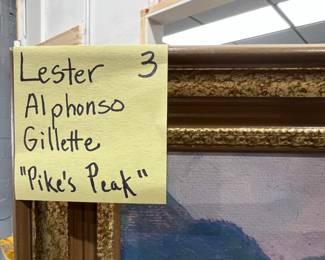 Lester 3
Alphonso
Gillette
"Pike's Peak"